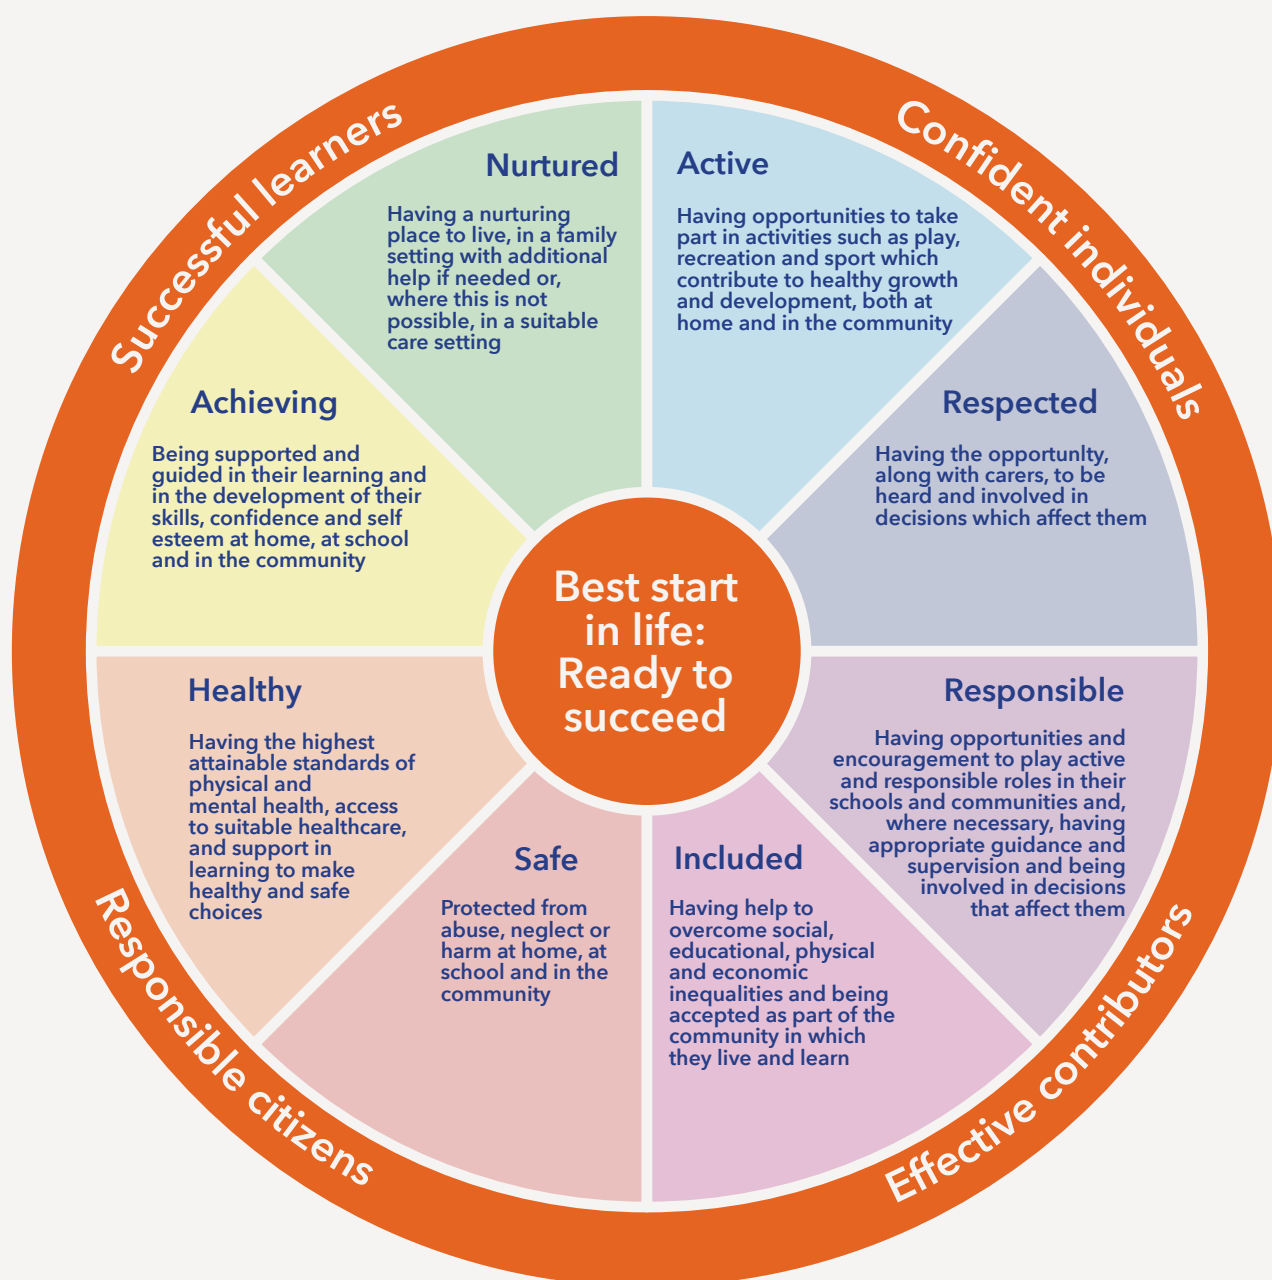 Successful learners
Confident individuals
Nurtured
Having a nurturing
place to live, in a family
setting with additional
help if needed or,
where this is not
possible, in a suitable
care setting
Active
Having opportunities to take
part in activities such as play,
recreation and sport which
contribute to healthy growth
and development, both at
home and in the community
Achieving
Being supported and
guided in their learning and
in the development of their
skills, confidence and self
esteem at home, at school
and in the community
Respected
Having the opportunlty,
along with carers, to be
heard and involved in
decisions which affect them
Best start
in life:
Ready to
succeed
Healthy
Having the highest
attainable standards of
physical and
mental health, access
to suitable healthcare,
and support in
learning to make
healthy and safe
choices
Responsible
Having opportunities and
encouragement to play active
and responsible roles in their
schools and communities and,
where necessary, having
appropriate guidance and
supervision and being
involved in decisions
that affect them
Safe
Protected from
abuse, neglect or
harm at home, at
school and in the
community
Included
Having help to
overcome social,
educational, physical
and economic
inequalities and being
accepted as part of the
community in which
they live and learn
Responsible citizens
Effective contributors